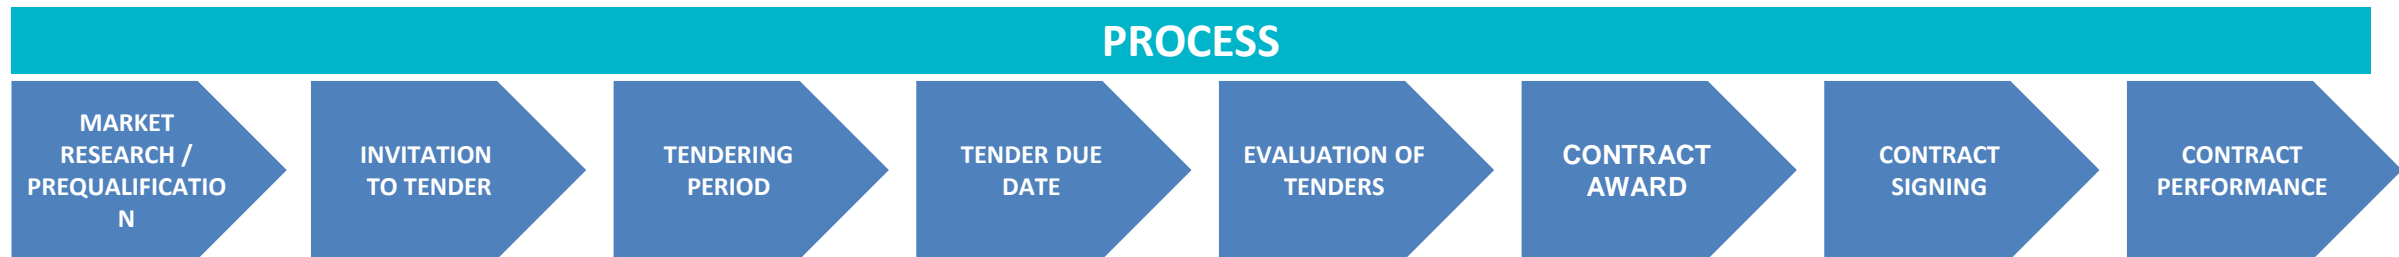 PROCESS
MARKET
RESEARCH /
PREQUALIFICATIO
N
INVITATION
TO TENDER
TENDERING
PERIOD
TENDER DUE
DATE
EVALUATION OF
TENDERS
CONTRACT
AWARD
CONTRACT
SIGNING
CONTRACT
PERFORMANCE